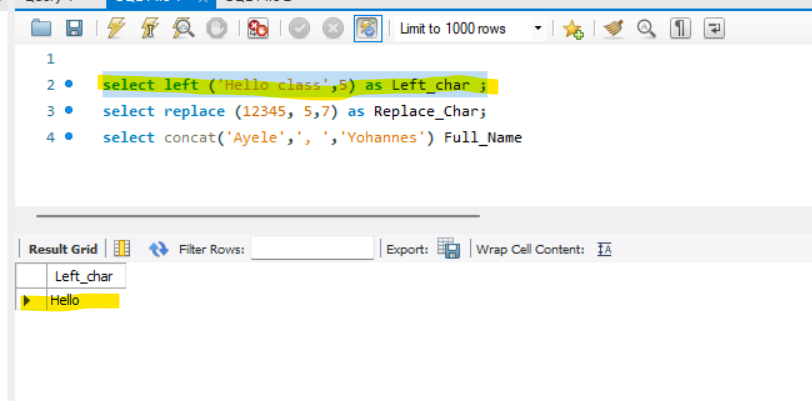 Limit to 1000 rows
1
2 select left ('Hello class',5) as Left_char ;
3 select replace (12345, 5,7) as Replace_Char;
4 select concat('Ayele',', ','Yohannes') Full_Name
Result Grid Filter Rows: Export: Wrap Cell Content:
Left_char
Hello